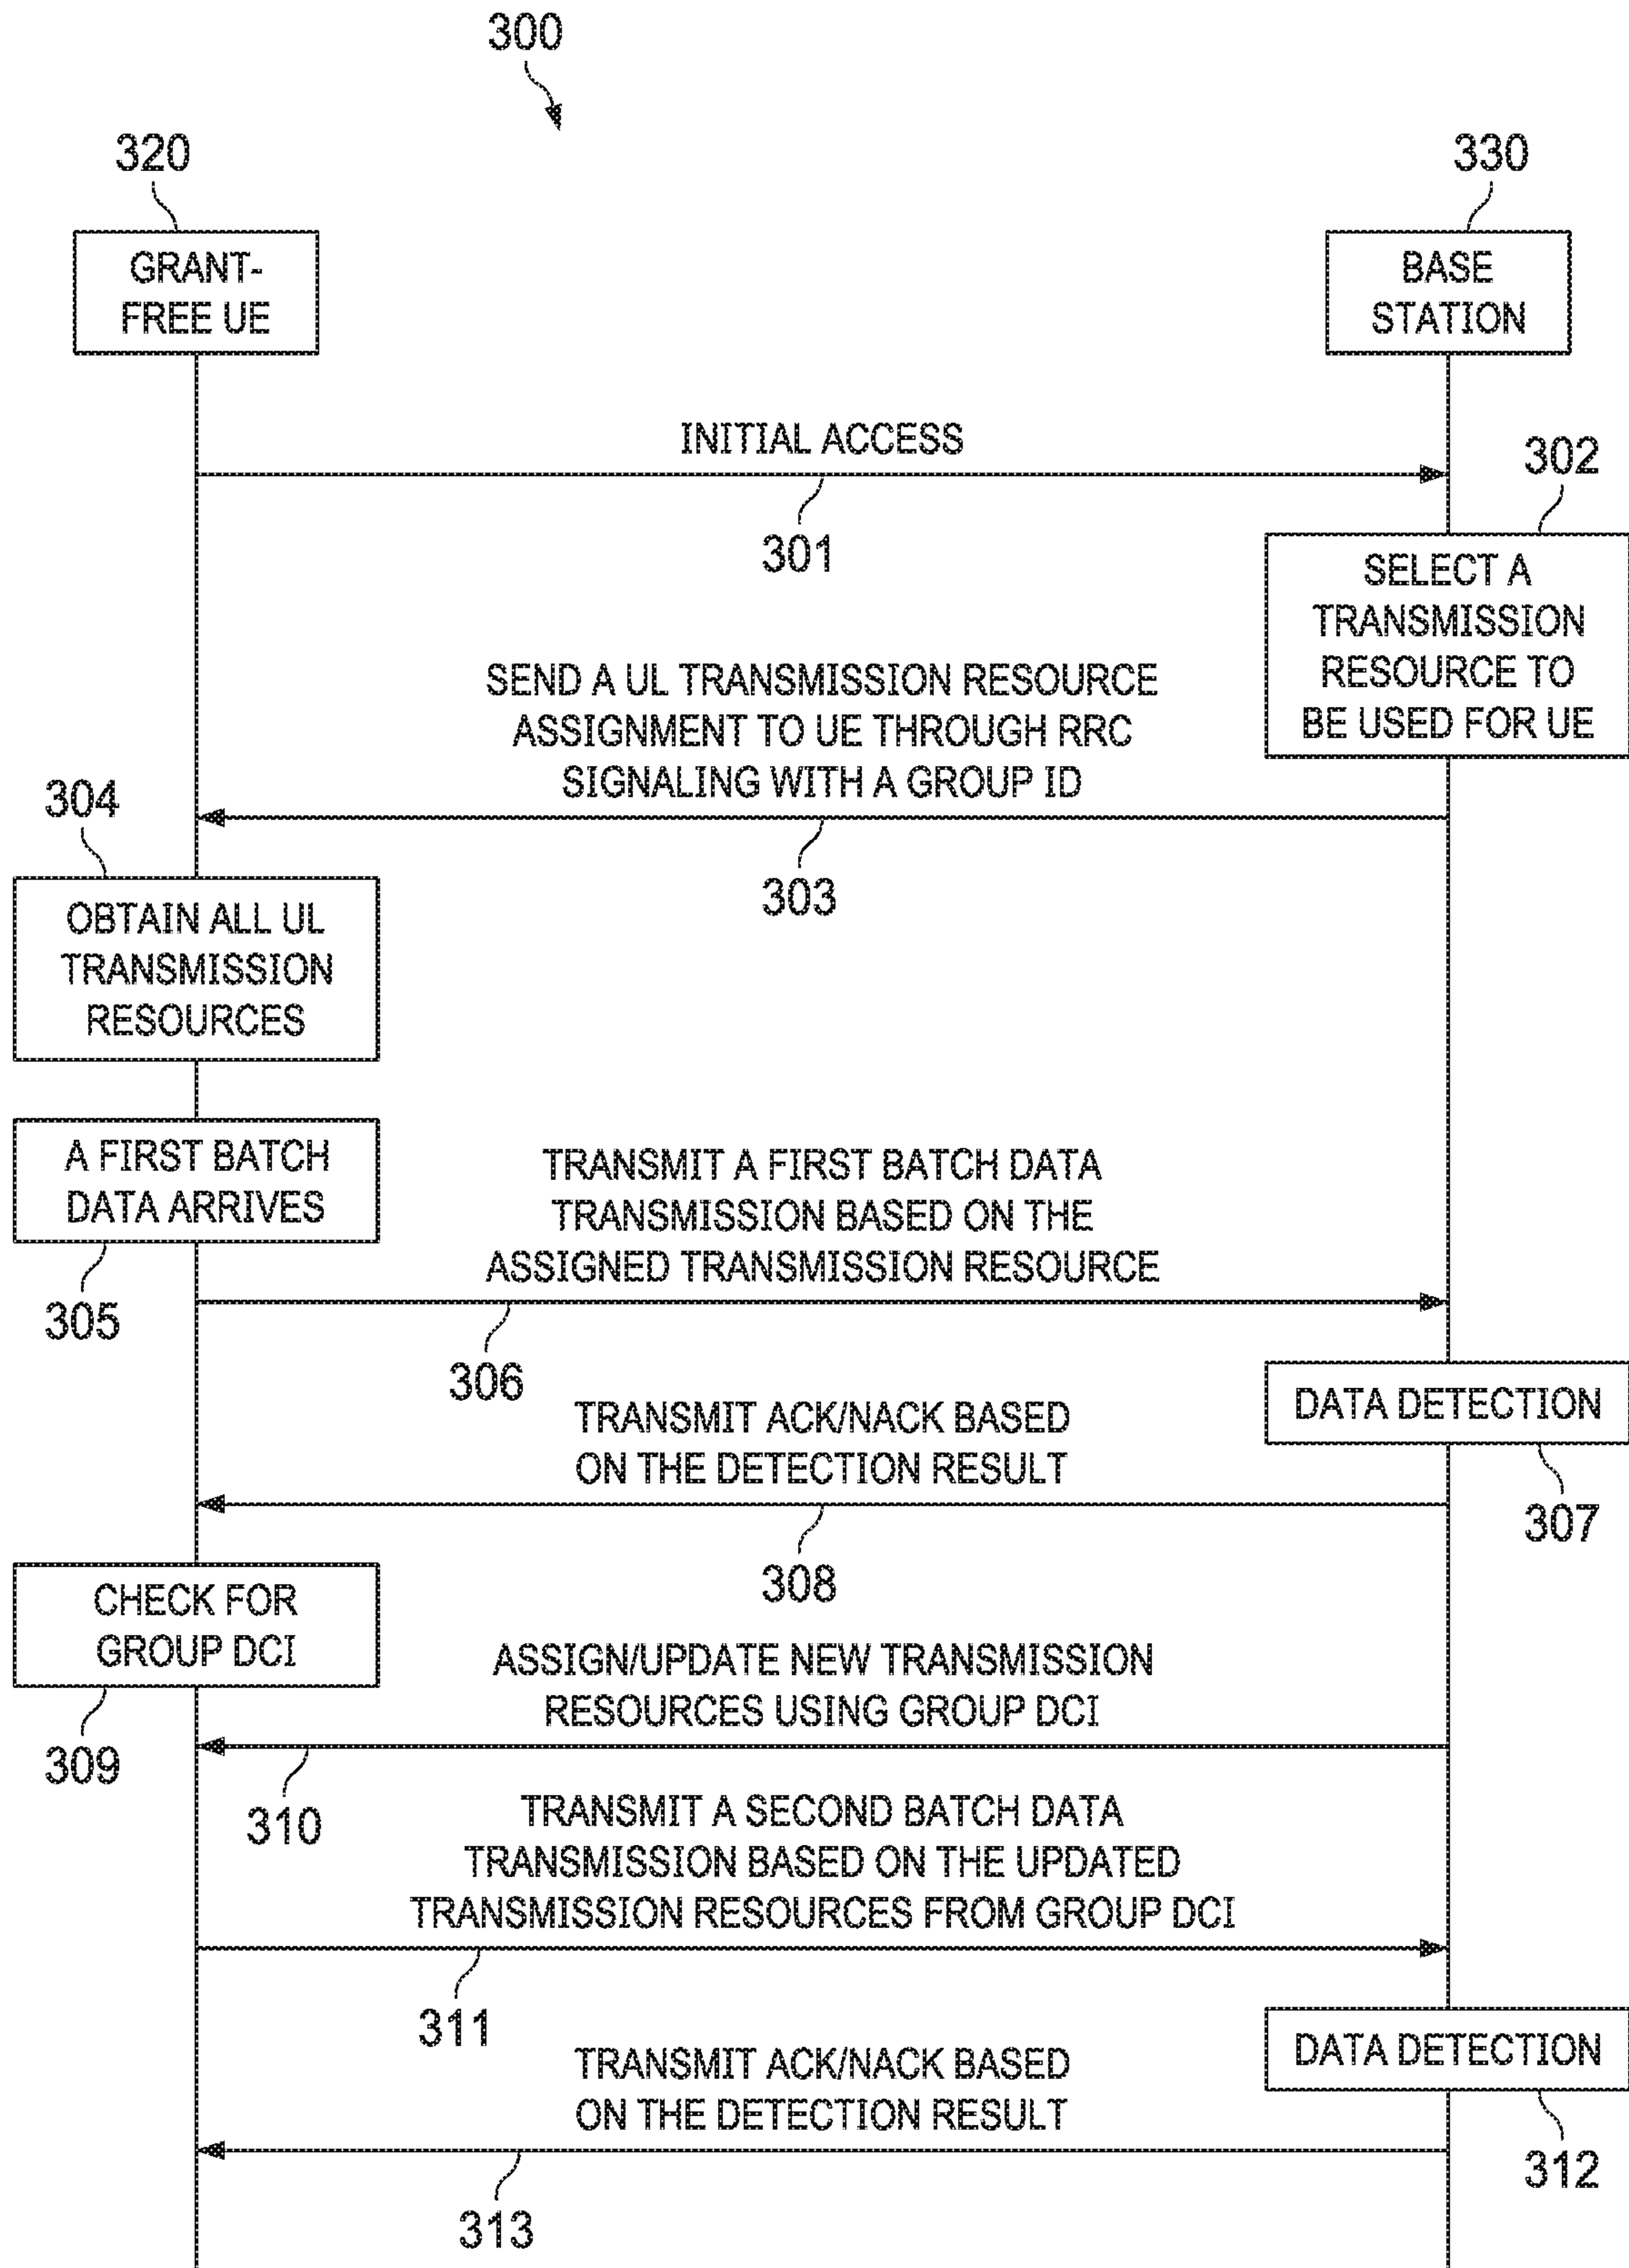 300
320
330
GRANT-
FREE UE
BASE
STATION
INITIAL ACCESS
301
302
SELECT A
TRANSMISSION
RESOURCE TO
BE USED FOR UE
SEND A UL TRANSMISSION RESOURCE
ASSIGNMENT TO UE THROUGH RRC
SIGNALING WITH A GROUP ID
303
304
OBTAIN ALL UL
TRANSMISSION
RESOURCES
A FIRST BATCH
DATA ARRIVES
305
TRANSMIT A FIRST BATCH DATA
TRANSMISSION BASED ON THE
ASSIGNED TRANSMISSION RESOURCE
306
DATA DETECTION
307
TRANSMIT ACK/NACK BASED
ON THE DETECTION RESULT
308
CHECK FOR
GROUP DCI
309
ASSIGN/UPDATE NEW TRANSMISSION
RESOURCES USING GROUP DCI
310
TRANSMIT A SECOND BATCH DATA
TRANSMISSION BASED ON THE UPDATED
TRANSMISSION RESOURCES FROM GROUP DCI
311
DATA DETECTION
312
TRANSMIT ACK/NACK BASED
ON THE DETECTION RESULT
313